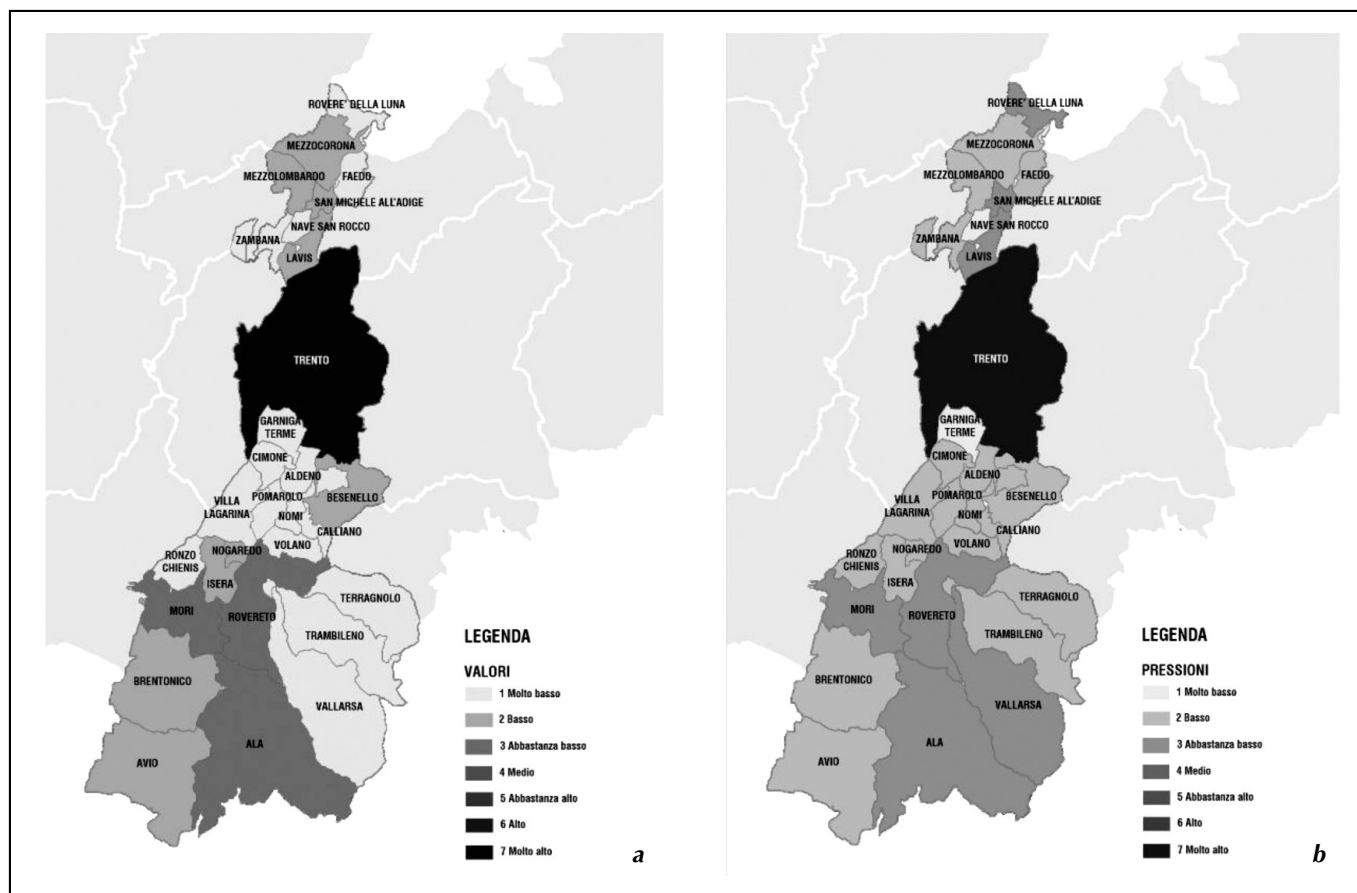 ROVERE' DELLA LUNA
MEZZOCORONA
MEZZOLOMBARDO
FAEDO
SAN MICHELE ALL'ADIGE
NAVE SAN ROCCO
ZAMBANA
LAVIS
TRENTO
GARNIGA
TERME
CIMONE
ALDENO
POMAROLO
BESENELLO
VILLA
LAGARINA
NOMI
CALLIANO
VOLANO
NOGAREDO
RONZO
CHIENIS
ISERA
MORI
ROVERETO
TERRAGNOLO
TRAMBILENO
BRENTONICO
VALLARSA
ALA
AVIO
LEGENDA
VALORI
1 Molto basso
2 Basso
3 Abbastanza basso
4 Medio
5 Abbastanza alto
6 Alto
7 Molto alto
a
ROVERE' DELLA LUNA
MEZZOCORONA
MEZZOLOMBARDO
FAEDO
SAN MICHELE ALL'ADIGE
NAVE SAN ROCCO
ZAMBANA
LAVIS
TRENTO
GARNIGA
TERME
CIMONE
ALDENO
POMAROLO
BESENELLO
VILLA
LAGARINA
NOMI
CALLIANO
VOLANO
NOGAREDO
RONZO
CHIENIS
ISERA
MORI
ROVERETO
TERRAGNOLO
TRAMBILENO
BRENTONICO
VALLARSA
ALA
AVIO
LEGENDA
PRESSIONI
1 Molto basso
2 Basso
3 Abbastanza basso
4 Medio
5 Abbastanza alto
6 Alto
7 Molto alto
b